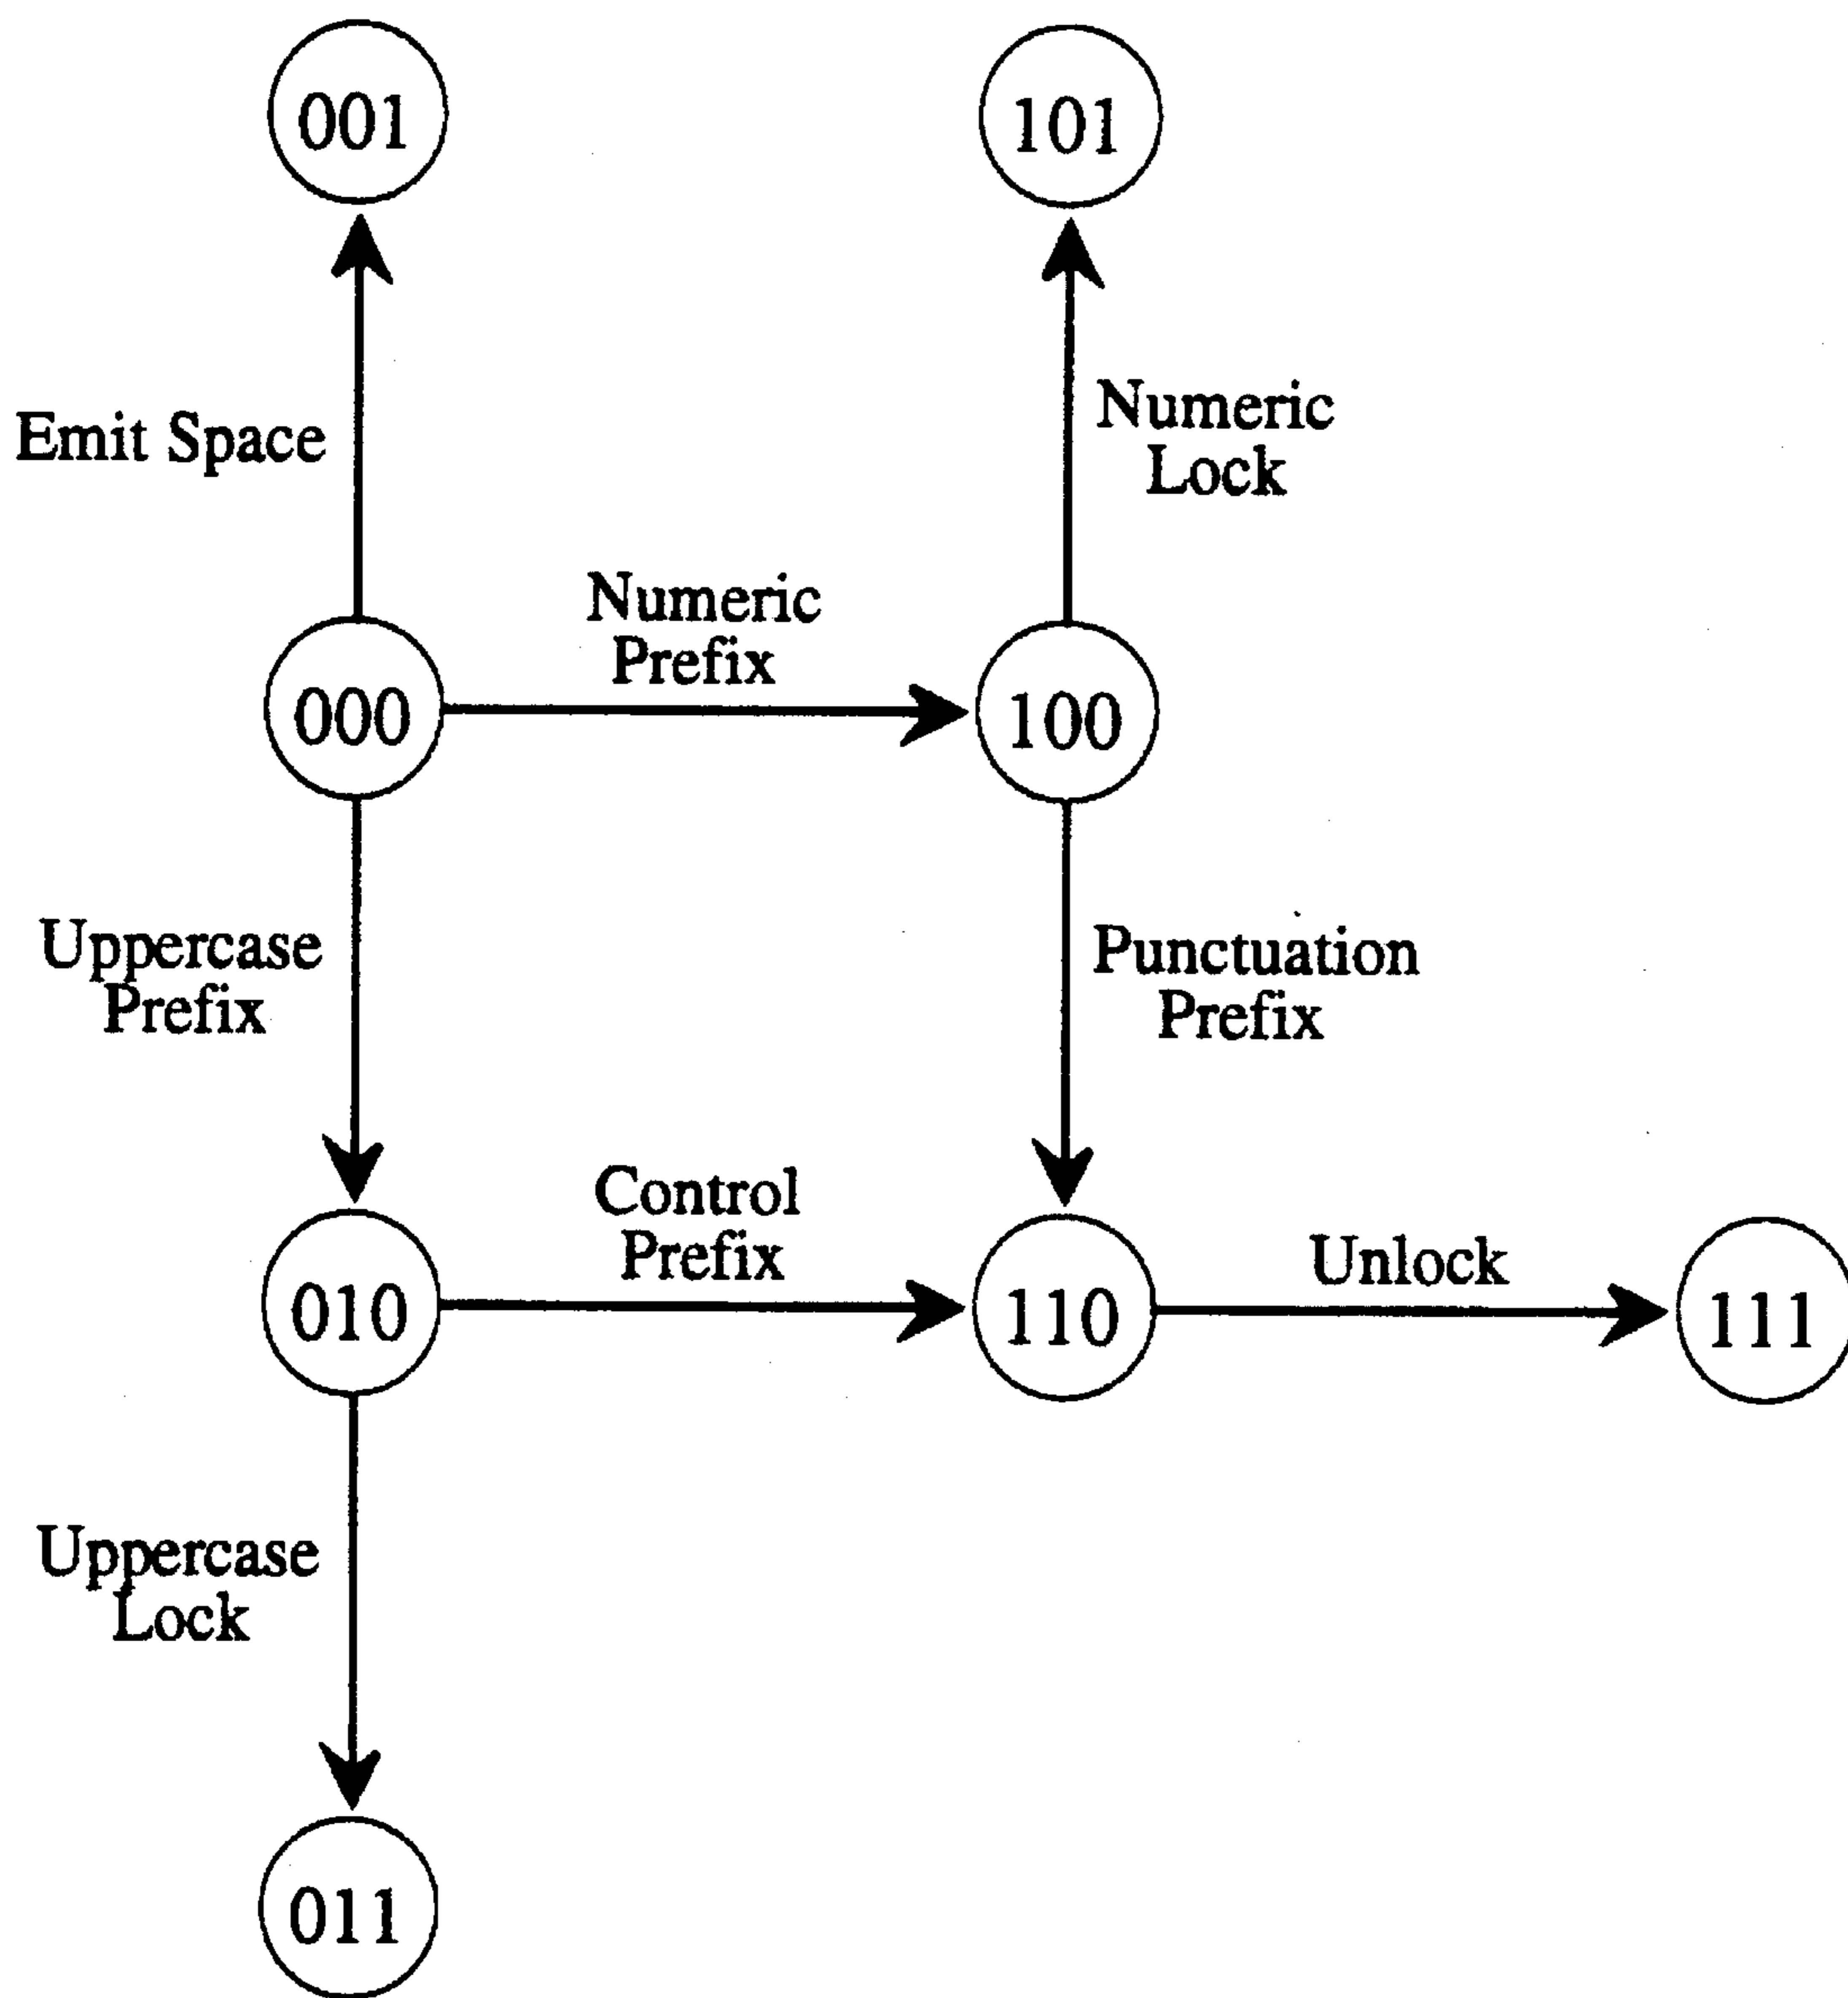 001
101
Emit Space
Numeric
Lock
Numeric
Prefix
000
100
Uppercase
Prefix
Punctuation
Prefix
Control
Prefix
Unlock
010
110
111
Uppercase
Lock
011